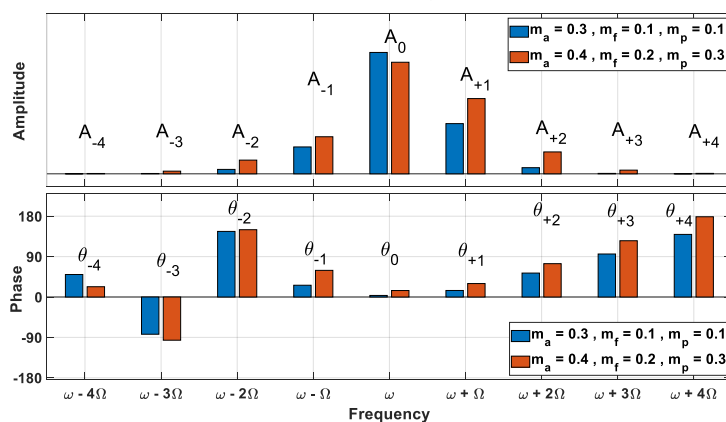 Amplitude
A_-4
A_-3
A_-2
A_-1
A_0
A_+1
A_+2
A_+3
A_+4
m_a = 0.3 , m_f = 0.1 , m_p = 0.1
m_a = 0.4 , m_f = 0.2 , m_p = 0.3
Phase
180
90
0
-90
-180
θ_-4
θ_-3
θ_-2
θ_-1
θ_0
θ_+1
θ_+2
θ_+3
θ_+4
m_a = 0.3 , m_f = 0.1 , m_p = 0.1
m_a = 0.4 , m_f = 0.2 , m_p = 0.3
ω - 4Ω ω - 3Ω ω - 2Ω ω - Ω ω ω + Ω ω + 2Ω ω + 3Ω ω + 4Ω
Frequency